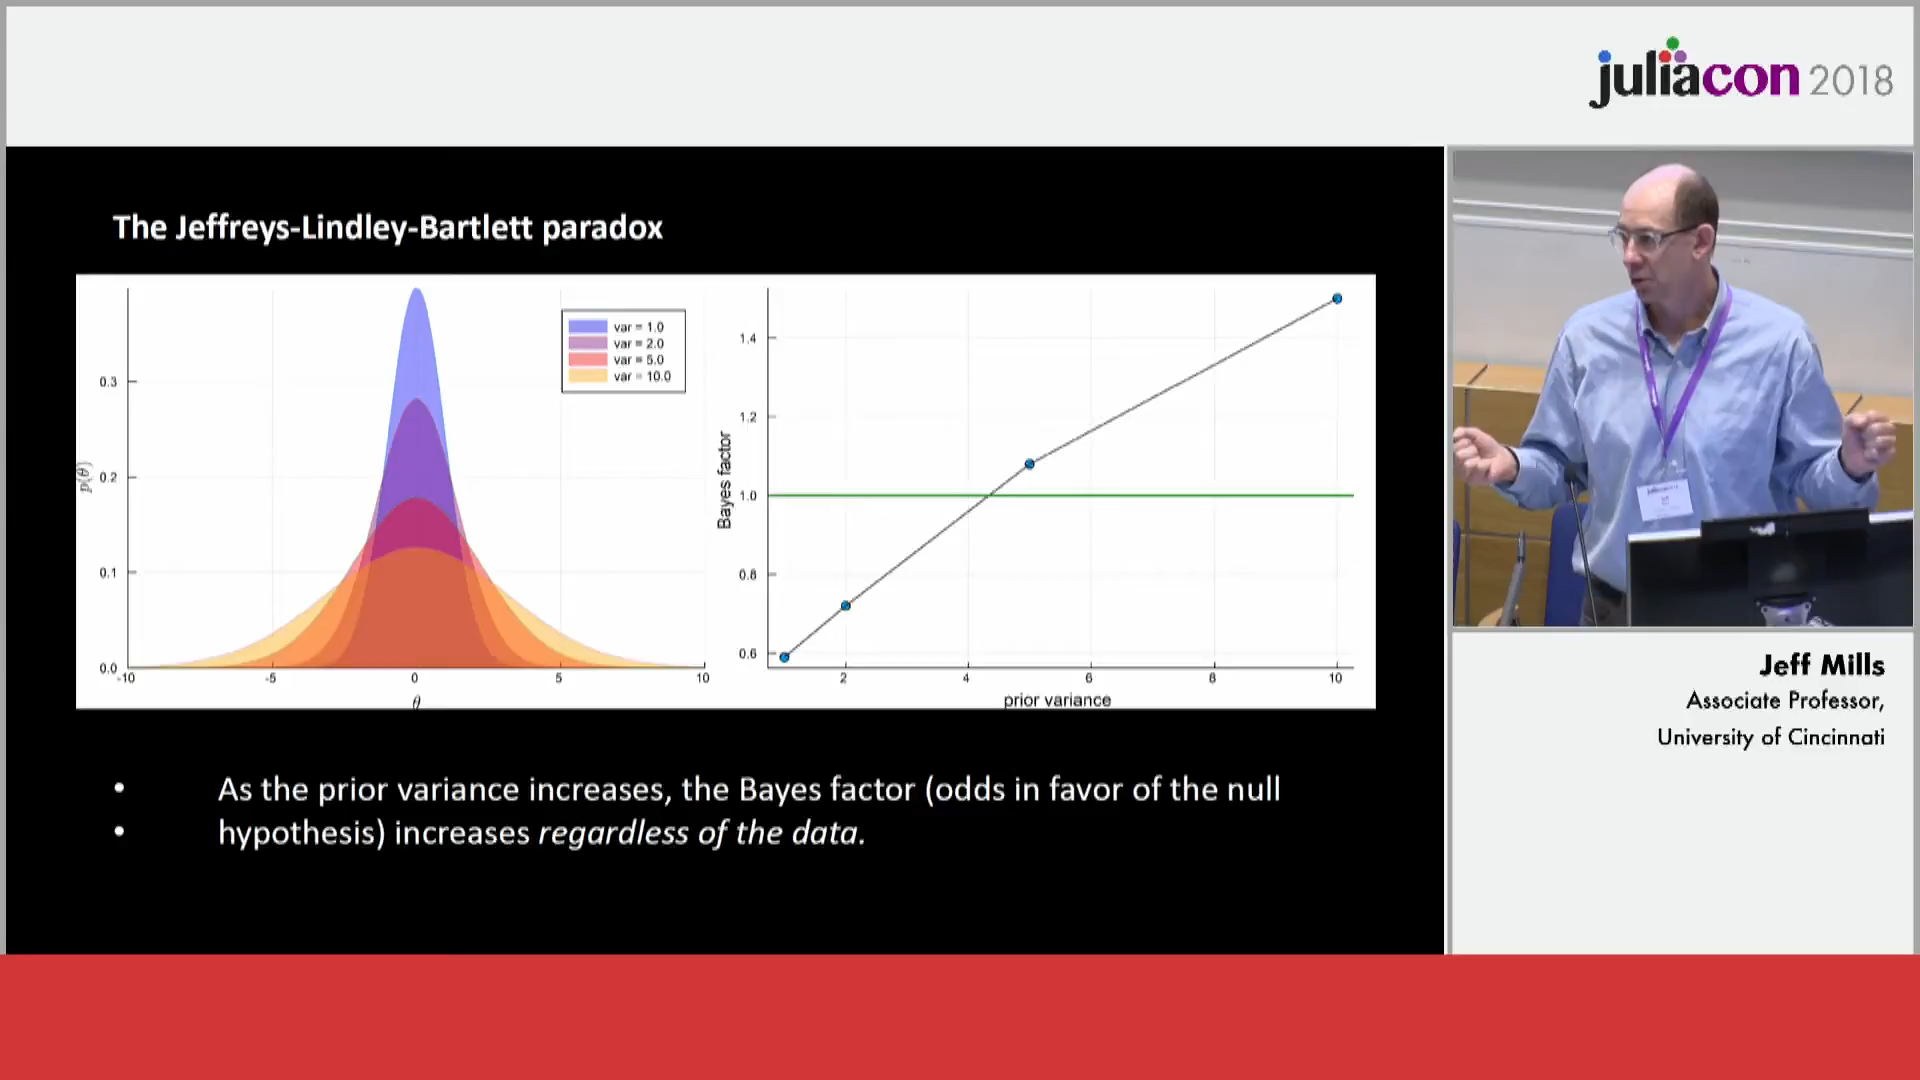 juliacon 2018
The Jeffreys-Lindley-Bartlett paradox
var = 1.0
var = 2.0
var = 5.0
var = 10.0
p(θ)
0.3
0.2
0.1
0.0
-10
-5
0
5
10
θ
Bayes factor
1.4
1.2
1.0
0.8
0.6
2
4
6
8
10
prior variance
• As the prior variance increases, the Bayes factor (odds in favor of the null
• hypothesis) increases regardless of the data.
Jeff Mills
Associate Professor,
University of Cincinnati